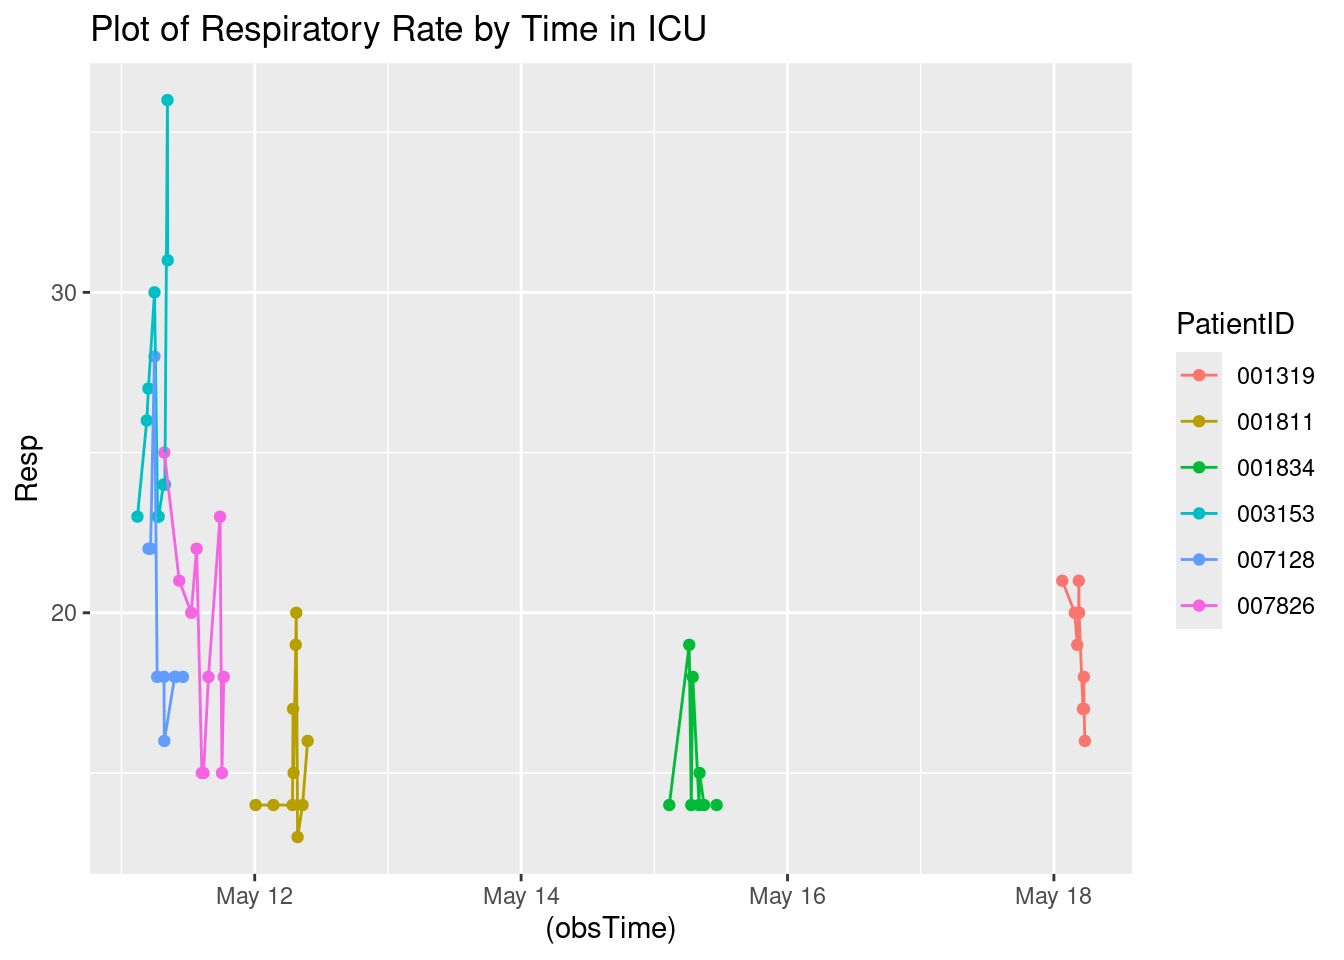 Plot of Respiratory Rate by Time in ICU
Resp
30
20
May 12
May 14
May 16
May 18
(obsTime)
PatientID
001319
001811
001834
003153
007128
007826